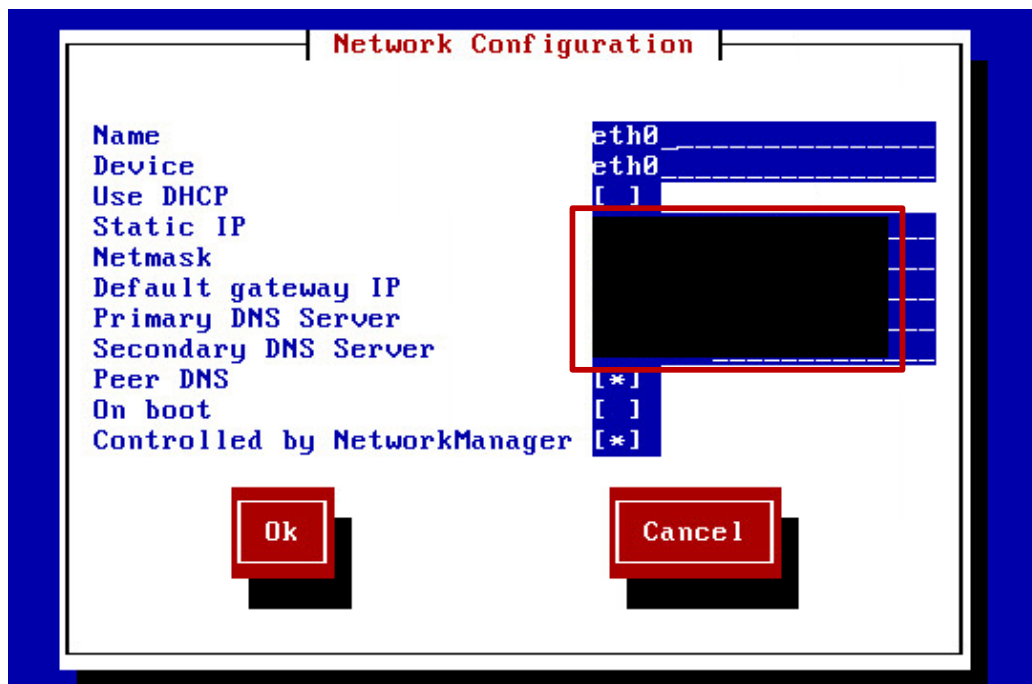 Network Configuration
Name eth0
Device eth0
Use DHCP [ ]
Static IP
Netmask
Default gateway IP
Primary DNS Server
Secondary DNS Server
Peer DNS [*]
On boot [ ]
Controlled by NetworkManager [*]
Ok Cancel